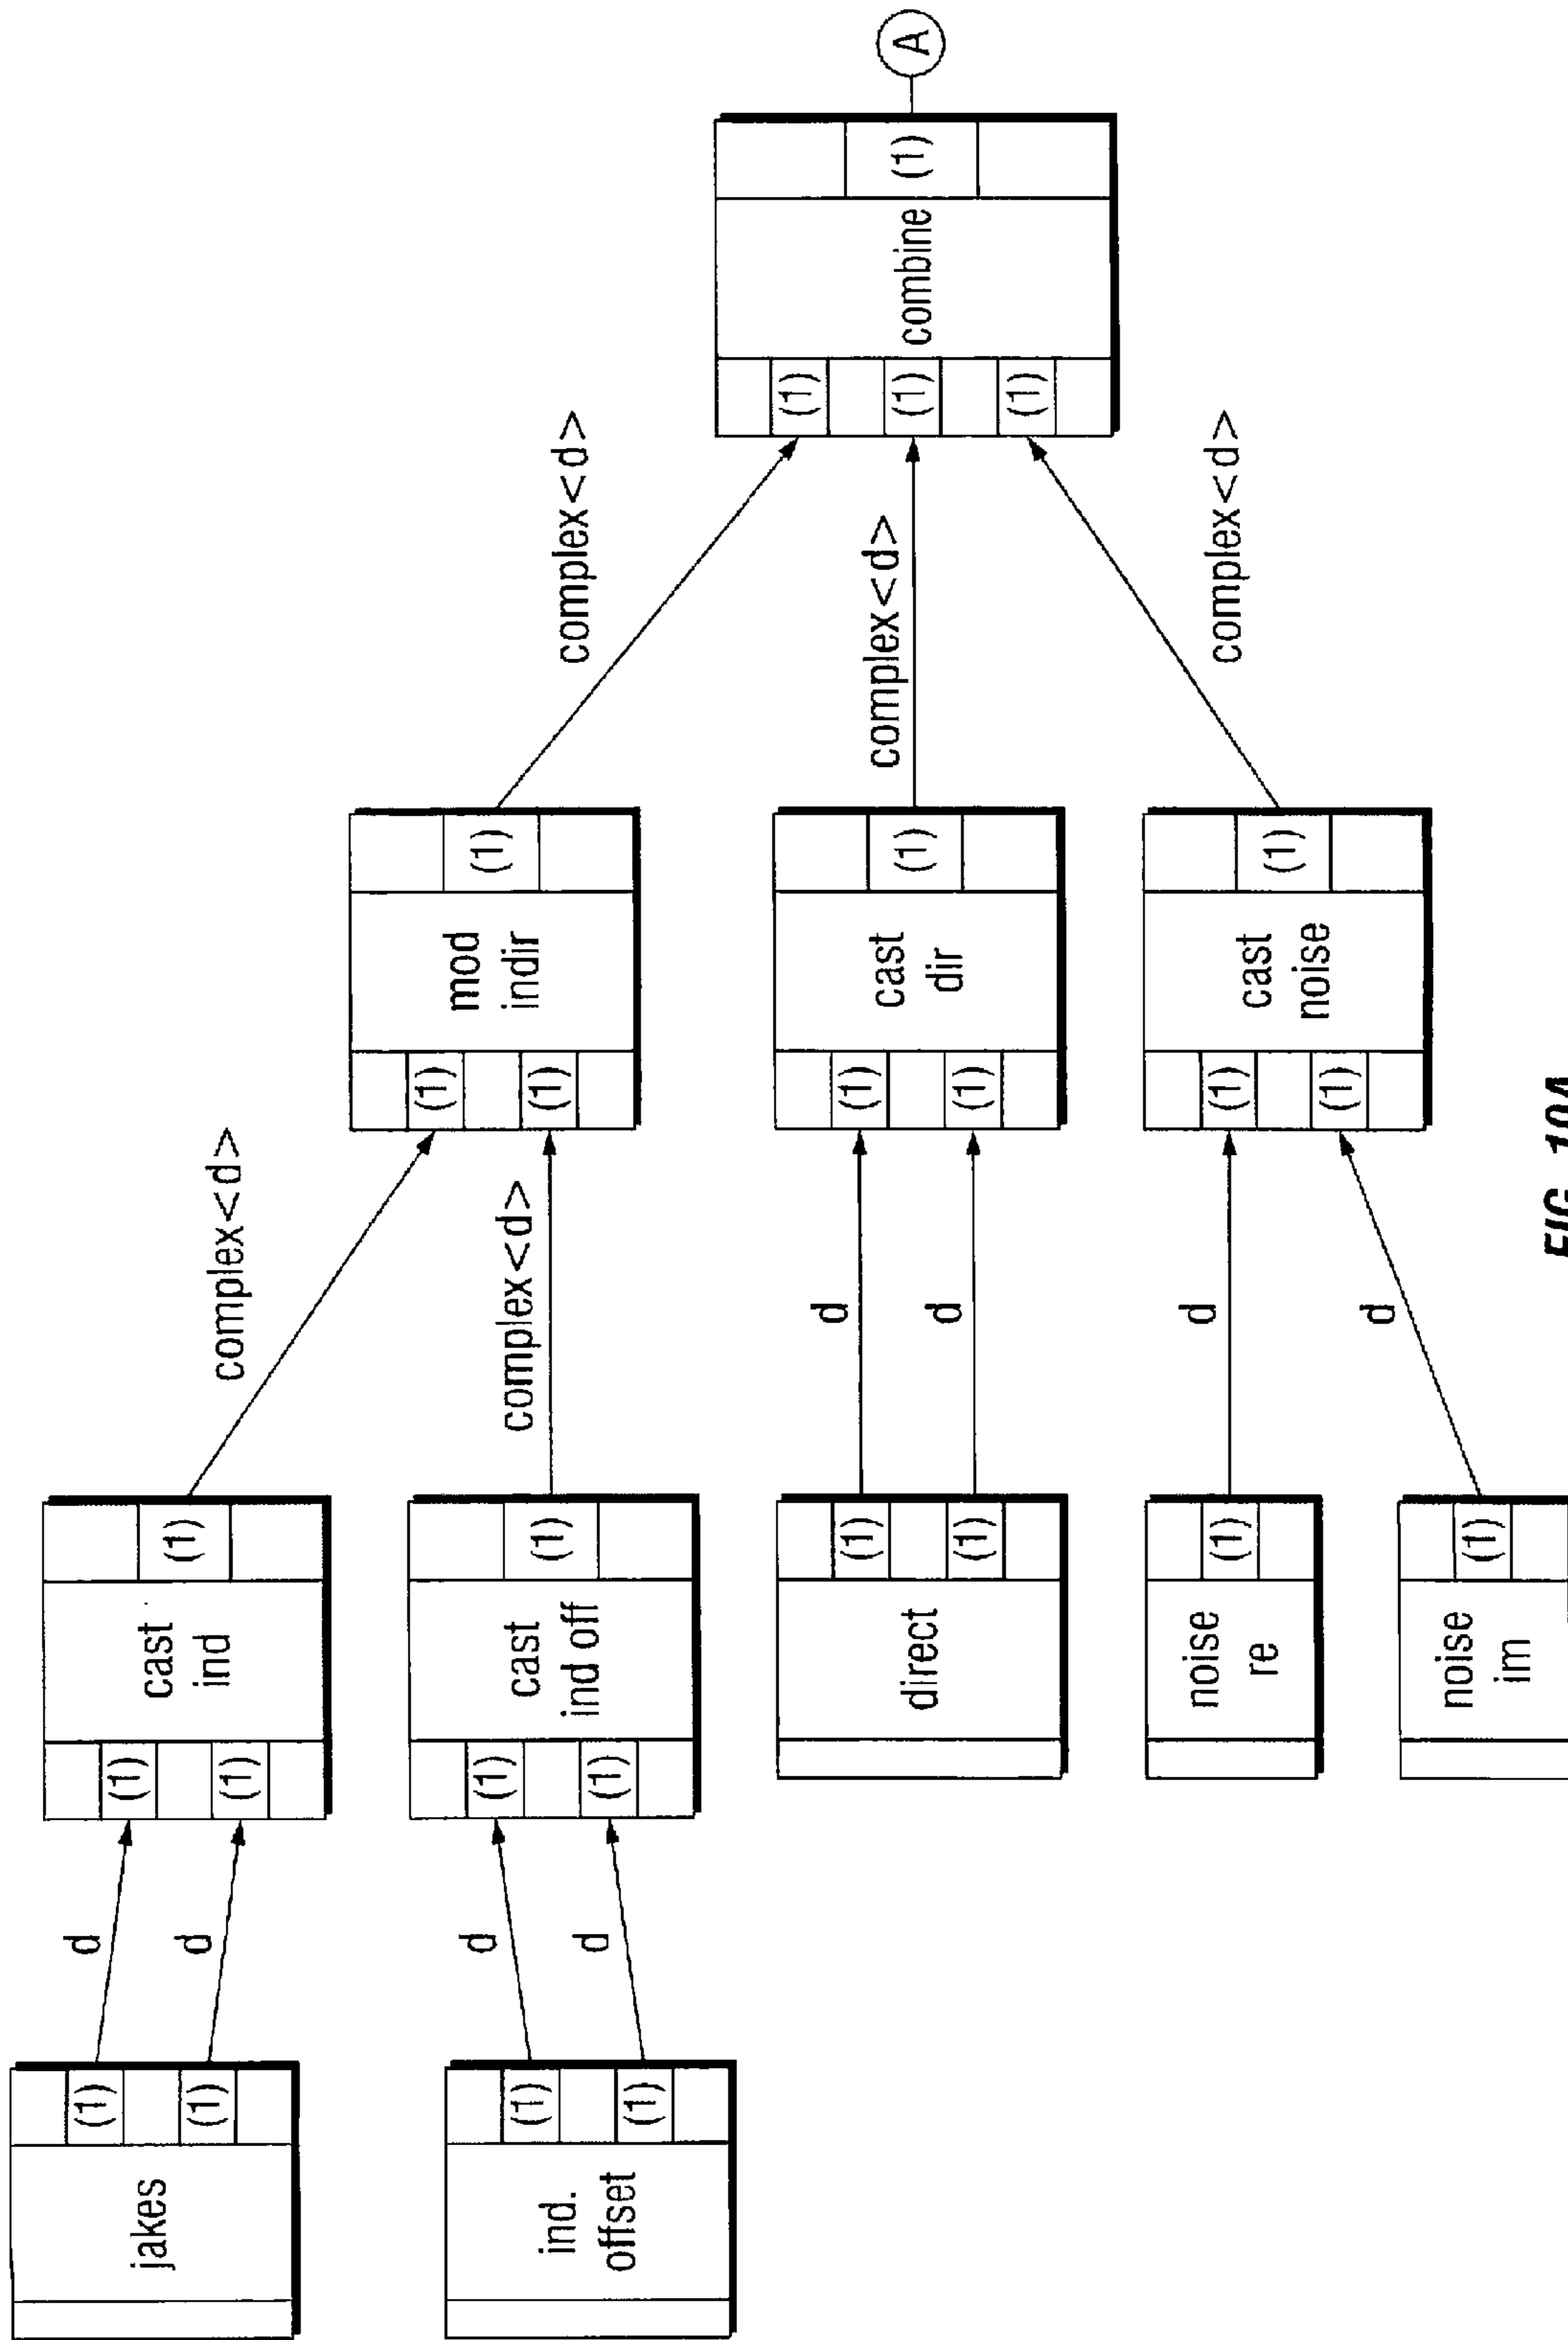 jakes
(1)
(1)
d
d
(1)
(1)
cast
ind
(1)
complex<d>
ind.
offset
(1)
(1)
d
d
(1)
(1)
cast
ind off
(1)
complex<d>
(1)
(1)
mod
indir
(1)
complex<d>
direct
(1)
(1)
d
d
(1)
(1)
cast
dir
(1)
complex<d>
noise
re
(1)
d
noise
im
(1)
d
(1)
(1)
cast
noise
(1)
complex<d>
(1)
(1)
(1)
combine
(1)
A
FIG. 10A